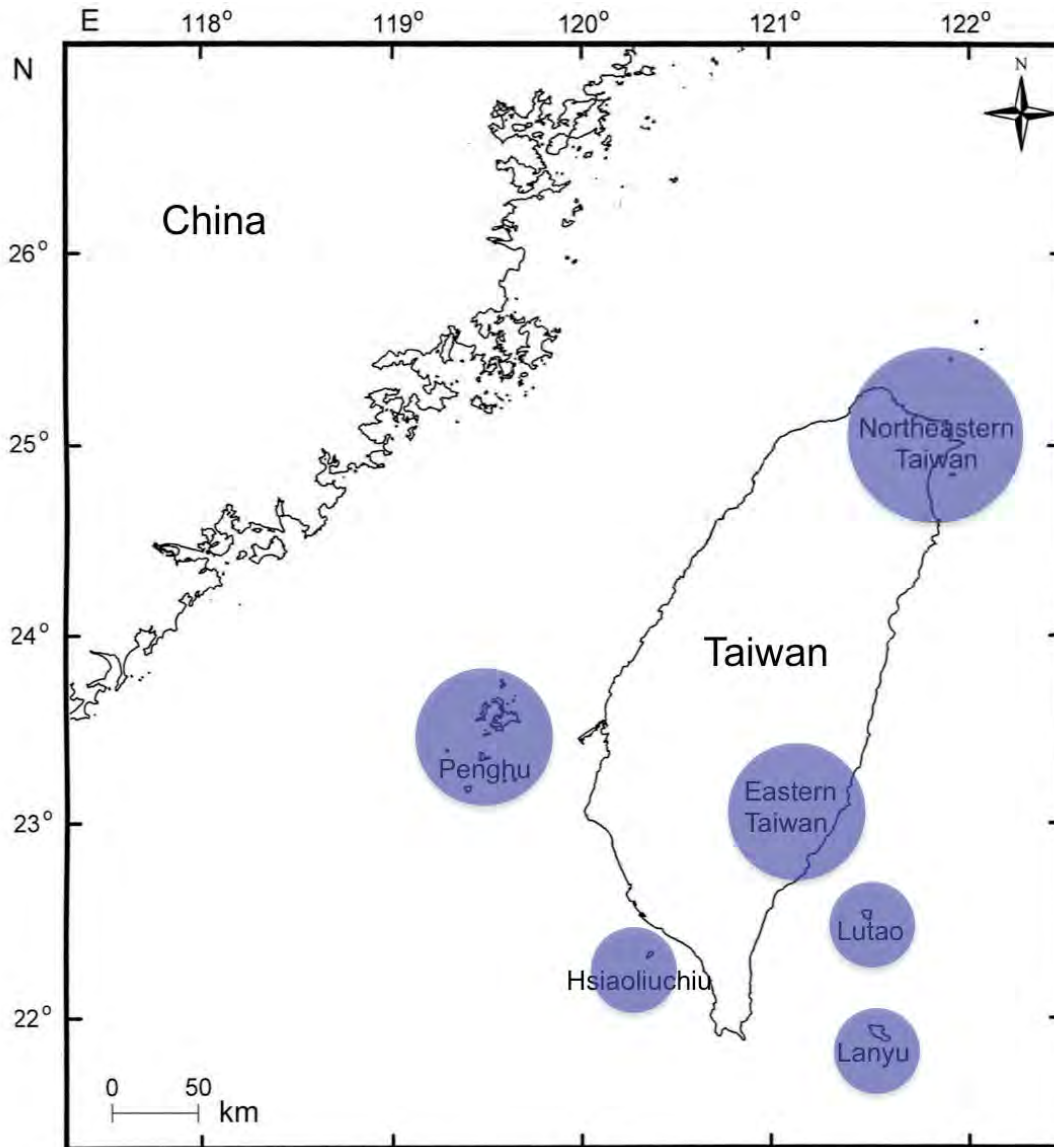 E 118° 119° 120° 121° 122°
N
N
China
26°
25°
Northeastern
Taiwan
24°
Taiwan
Penghu
Eastern
Taiwan
23°
Lutao
Hsiaoliuchiu
22°
Lanyu
0 50
km